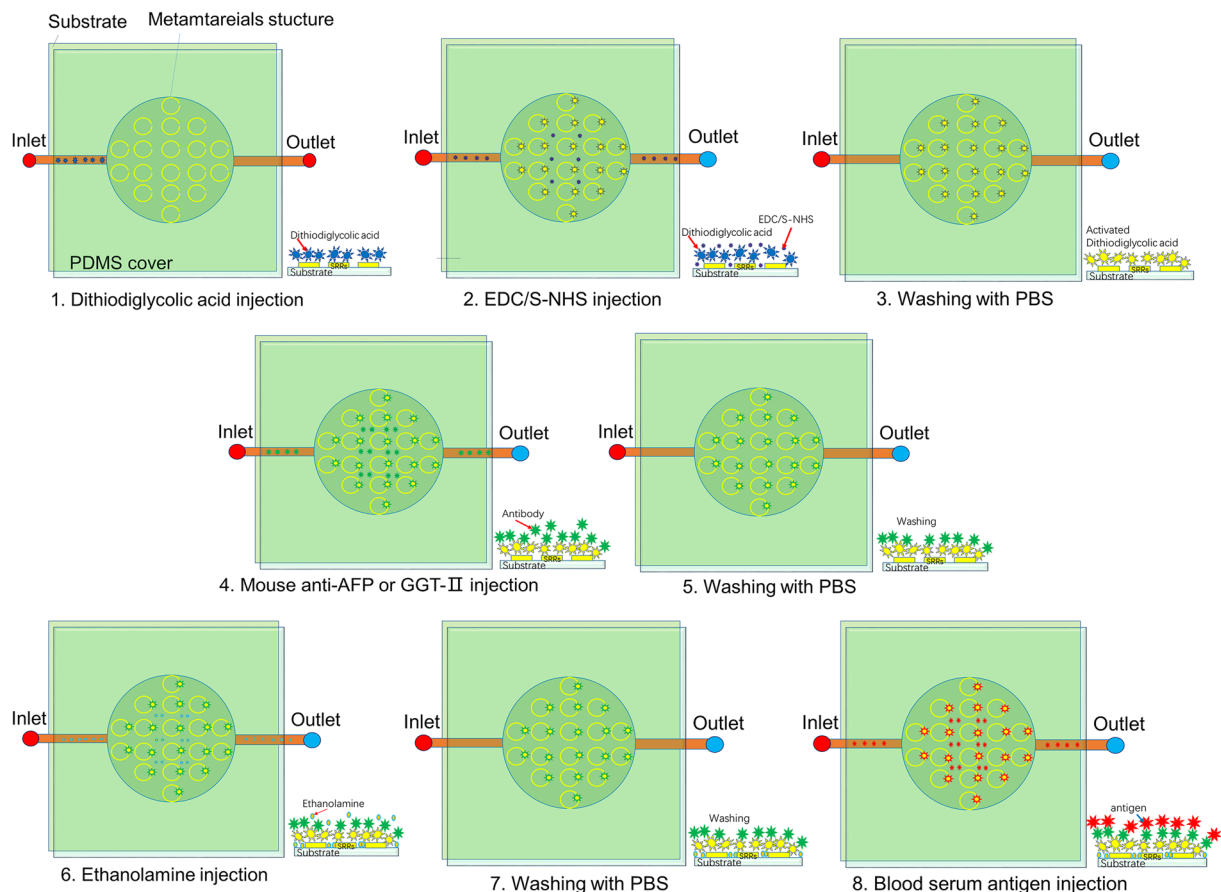 Substrate
Metamtareials stucture
Inlet
Outlet
Dithiodiglycolic acid
SRRs
Substrate
PDMS cover
1. Dithiodiglycolic acid injection
Inlet
Outlet
EDC/S-NHS
Dithiodiglycolic acid
SRRs
Substrate
2. EDC/S-NHS injection
Inlet
Outlet
Activated
Dithiodiglycolic acid
SRRs
Substrate
3. Washing with PBS
Inlet
Outlet
Antibody
SRRs
Substrate
4. Mouse anti-AFP or GGT-Ⅱ injection
Inlet
Outlet
Washing
SRRs
Substrate
5. Washing with PBS
Inlet
Outlet
Ethanolamine
SRRs
Substrate
6. Ethanolamine injection
Inlet
Outlet
Washing
SRRs
Substrate
7. Washing with PBS
Inlet
Outlet
antigen
SRRs
Substrate
8. Blood serum antigen injection